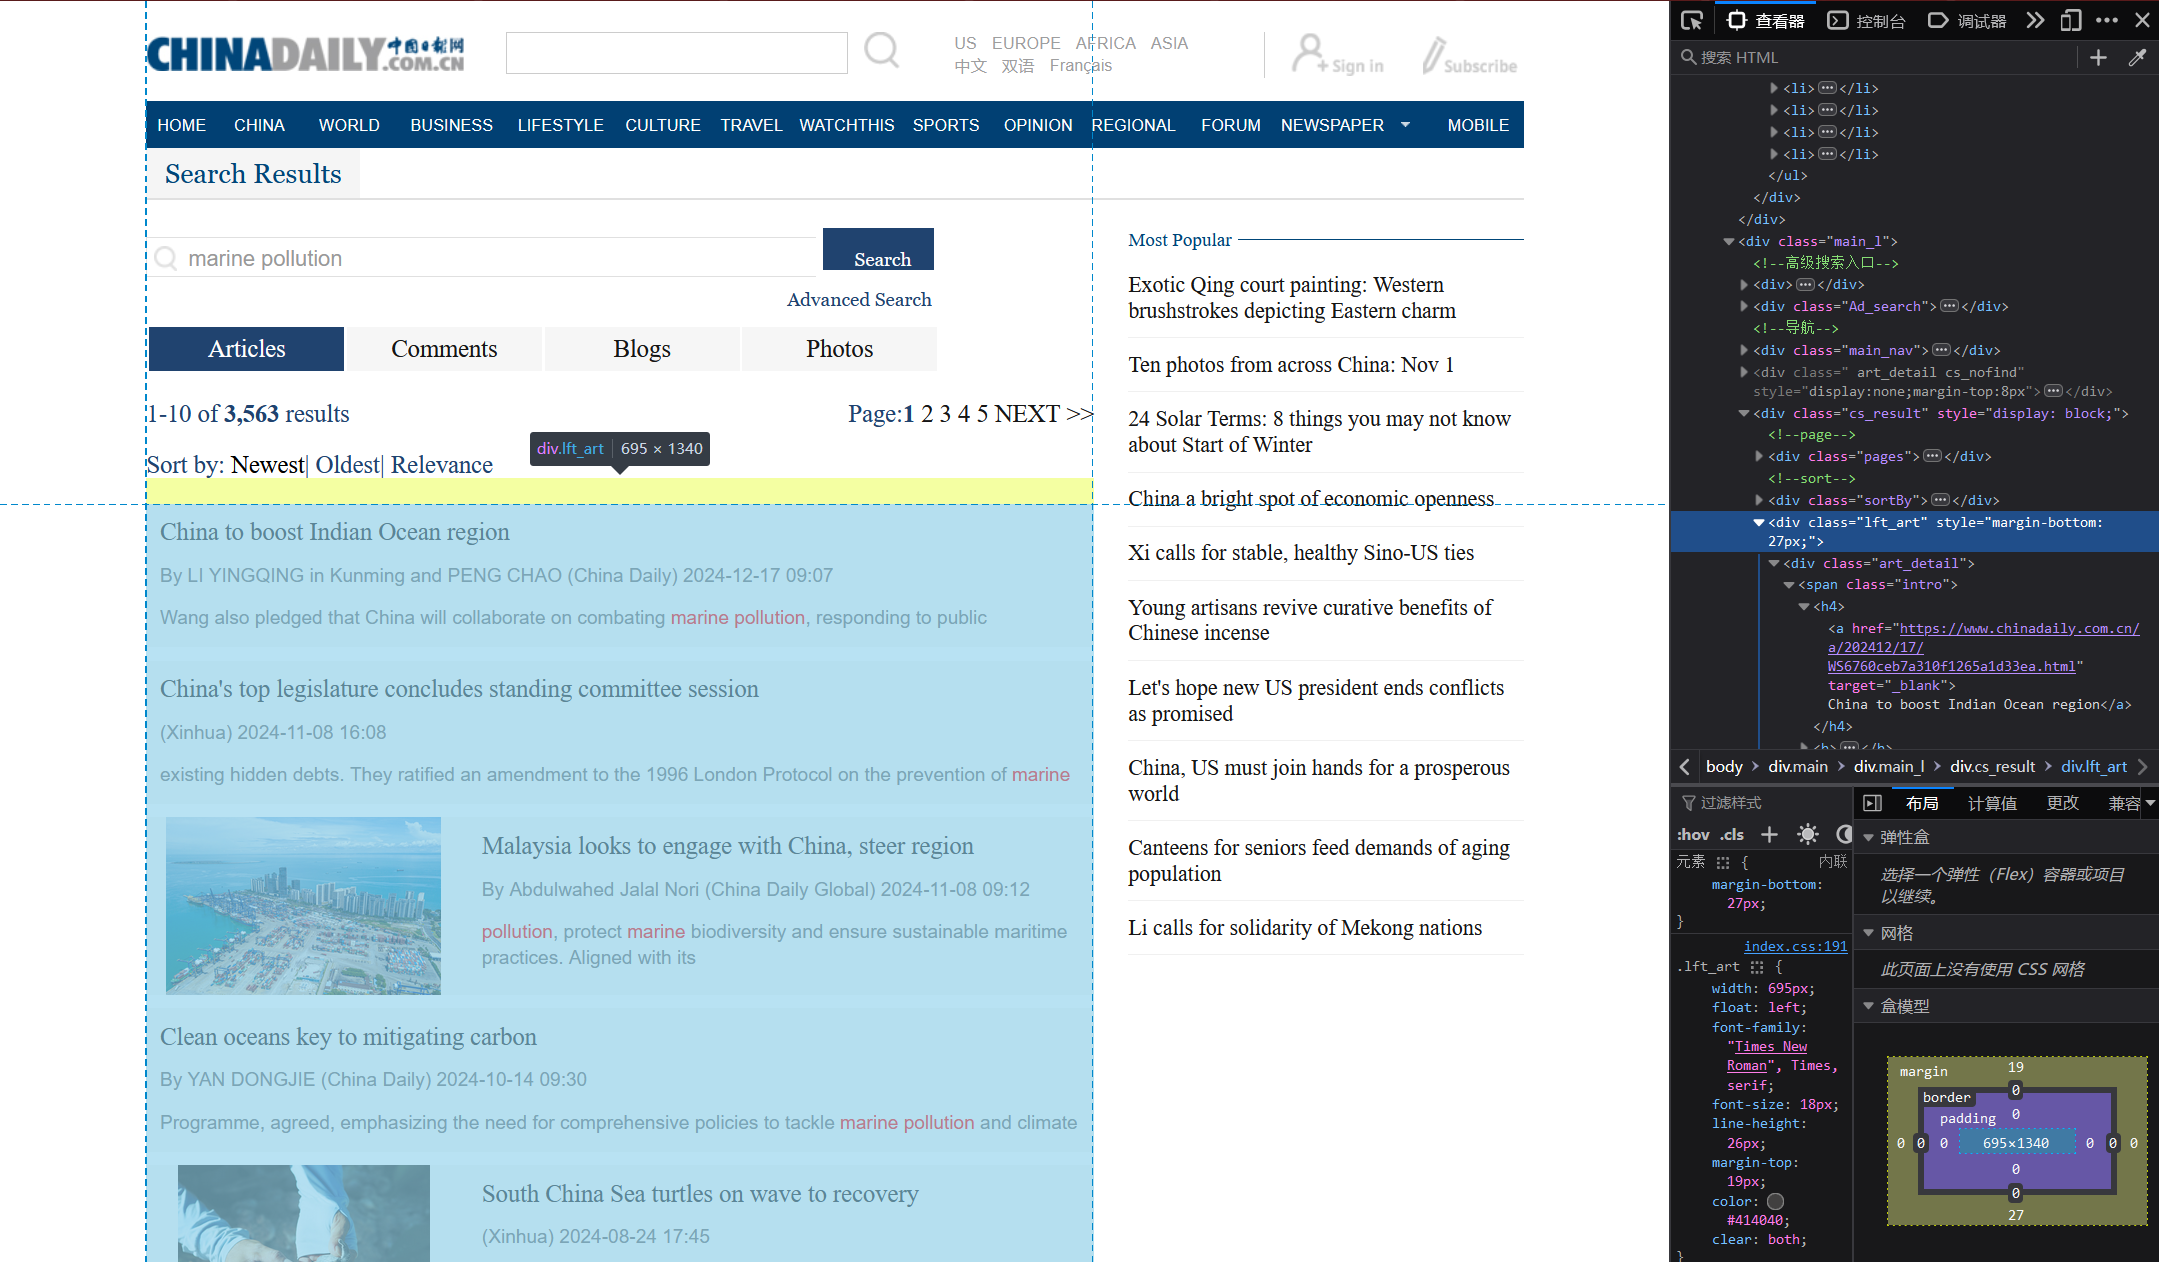 CHINADAILY.COM.CN 中国日报网
US EUROPE AFRICA ASIA
中文 双语 Français
Sign in
Subscribe
HOME CHINA WORLD BUSINESS LIFESTYLE CULTURE TRAVEL WATCHTHIS SPORTS OPINION REGIONAL FORUM NEWSPAPER MOBILE
Search Results
marine pollution
Search
Advanced Search
Articles Comments Blogs Photos
1-10 of 3,563 results
Page:1 2 3 4 5 NEXT >>
div.lft_art 695 × 1340
Sort by: Newest| Oldest| Relevance
China to boost Indian Ocean region
By LI YINGQING in Kunming and PENG CHAO (China Daily) 2024-12-17 09:07
Wang also pledged that China will collaborate on combating marine pollution, responding to public
China's top legislature concludes standing committee session
(Xinhua) 2024-11-08 16:08
existing hidden debts. They ratified an amendment to the 1996 London Protocol on the prevention of marine
Malaysia looks to engage with China, steer region
By Abdulwahed Jalal Nori (China Daily Global) 2024-11-08 09:12
pollution, protect marine biodiversity and ensure sustainable maritime
practices. Aligned with its
Clean oceans key to mitigating carbon
By YAN DONGJIE (China Daily) 2024-10-14 09:30
Programme, agreed, emphasizing the need for comprehensive policies to tackle marine pollution and climate
South China Sea turtles on wave to recovery
(Xinhua) 2024-08-24 17:45
Most Popular
Exotic Qing court painting: Western
brushstrokes depicting Eastern charm
Ten photos from across China: Nov 1
24 Solar Terms: 8 things you may not know
about Start of Winter
China a bright spot of economic openness
Xi calls for stable, healthy Sino-US ties
Young artisans revive curative benefits of
Chinese incense
Let's hope new US president ends conflicts
as promised
China, US must join hands for a prosperous
world
Canteens for seniors feed demands of aging
population
Li calls for solidarity of Mekong nations
查看器 控制台 调试器
搜索 HTML
<li>•••</li>
<li>•••</li>
<li>•••</li>
<li>•••</li>
</ul>
</div>
</div>
<div class="main_l">
<!--高级搜索入口-->
<div>•••</div>
<div class="Ad_search">•••</div>
<!--导航-->
<div class="main_nav">•••</div>
<div class=" art_detail cs_nofind"
style="display:none;margin-top:8px">•••</div>
<div class="cs_result" style="display: block;">
<!--page-->
<div class="pages">•••</div>
<!--sort-->
<div class="sortBy">•••</div>
<div class="lft_art" style="margin-bottom:
27px;">
<div class="art_detail">
<span class="intro">
<h4>
<a href="https://www.chinadaily.com.cn/
a/202412/17/
WS6760ceb7a310f1265a1d33ea.html"
target="_blank">
China to boost Indian Ocean region</a>
</h4>
<b>•••</b>
body > div.main > div.main_l > div.cs_result > div.lft_art
过滤样式
:hov .cls
元素 { 内联
margin-bottom:
27px;
}
index.css:191
.lft_art {
width: 695px;
float: left;
font-family:
"Times New
Roman", Times,
serif;
font-size: 18px;
line-height:
26px;
margin-top:
19px;
color:
#414040;
clear: both;
}
布局 计算值 更改 兼容
弹性盒
选择一个弹性（Flex）容器或项目
以继续。
网格
此页面上没有使用 CSS 网格
盒模型
margin 19
border 0
padding 0
0 0 0 695×1340 0 0 0
0
0
27